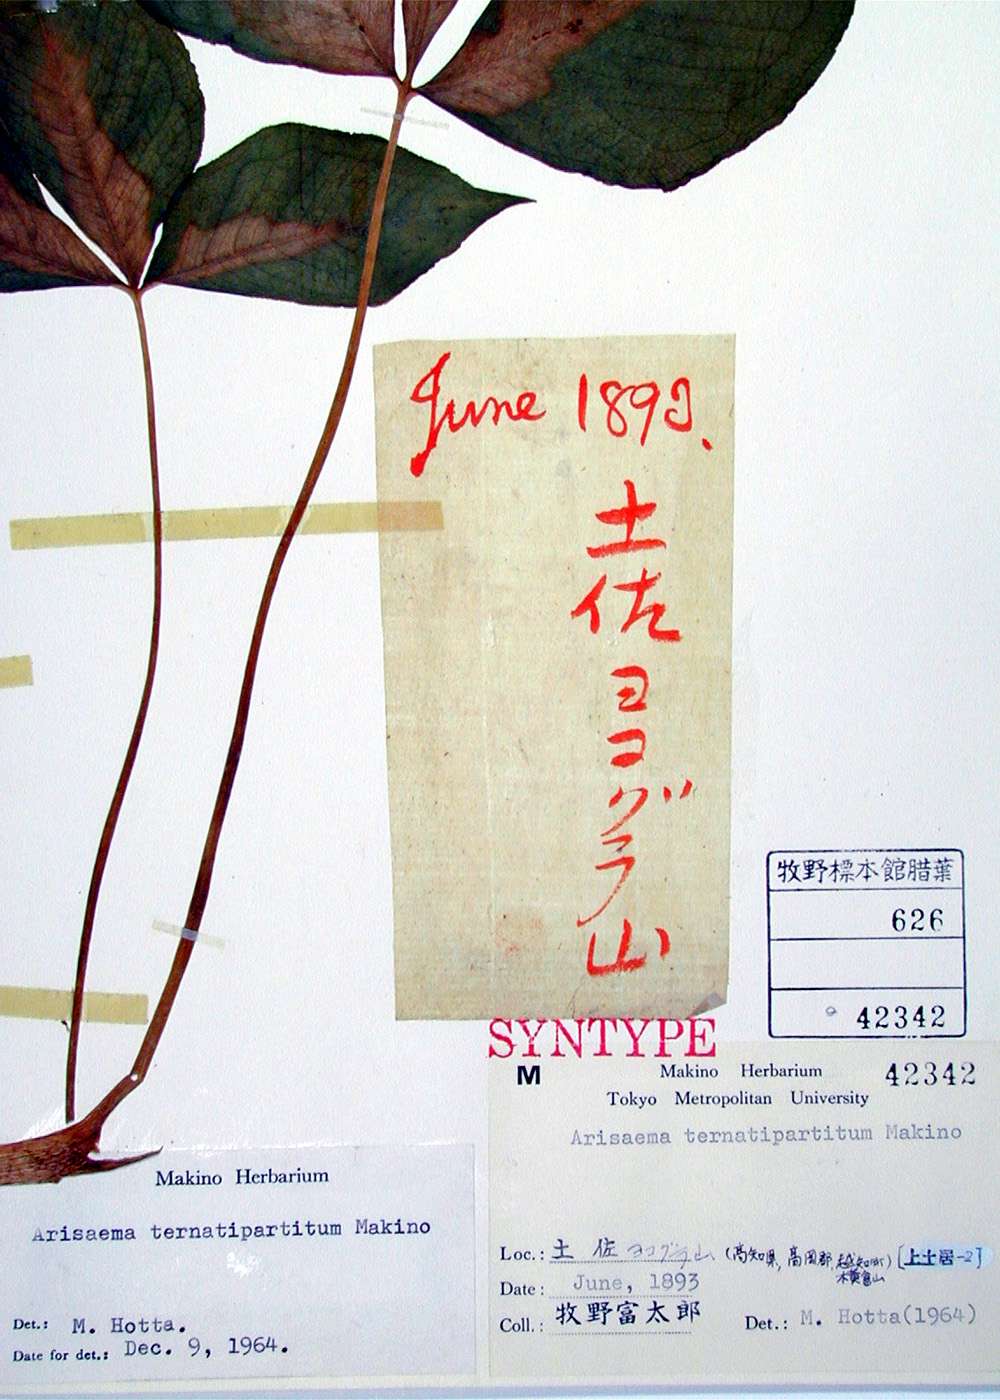 June 1893.
土佐ヨコグラ山
牧野標本館腊葉
626
42342
SYNTYPE
M
Makino Herbarium
42342
Tokyo Metropolitan University
Arisaema ternatipartitum Makino
Loc.: 土佐 ヨコグラ山 (高知県, 高岡郡, 越知町)
横倉山
[上土居-2]
Date: June, 1893
Coll.: 牧野富太郎
Det.: M. Hotta(1964)
Makino Herbarium
Arisaema ternatipartitum Makino
Det.: M. Hotta.
Date for det.: Dec. 9, 1964.